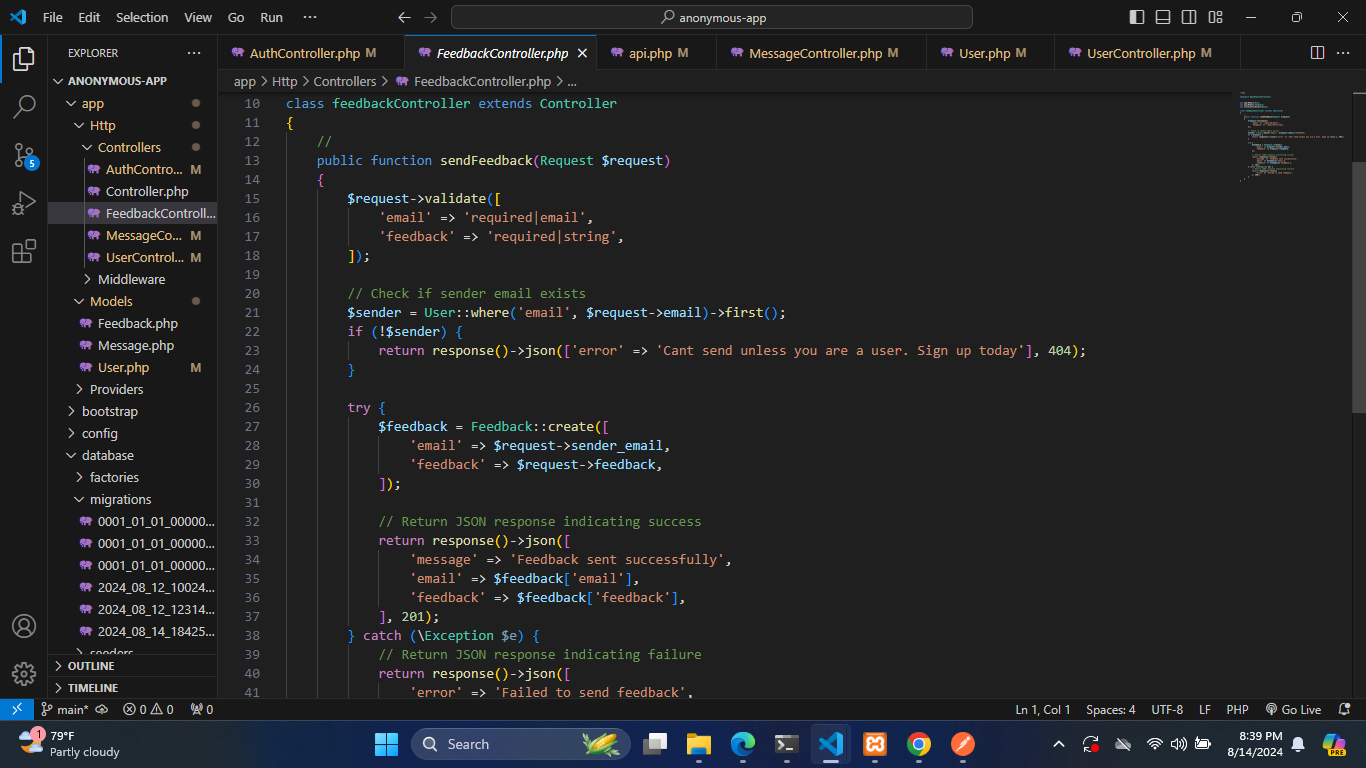 File Edit Selection View Go Run ···
anonymous-app
EXPLORER ···
ANONYMOUS-APP
app
Http
Controllers
AuthContro... M
Controller.php
FeedbackControll...
MessageCo... M
UserControl... M
Middleware
Models
Feedback.php
Message.php
User.php M
Providers
bootstrap
config
database
factories
migrations
0001_01_01_00000...
0001_01_01_00000...
0001_01_01_00000...
2024_08_12_10024...
2024_08_12_12314...
2024_08_14_18425...
seeders
OUTLINE
TIMELINE
5
AuthController.php M FeedbackController.php api.php M MessageController.php M User.php M UserController.php M ···
app > Http > Controllers > FeedbackController.php > ...
10 class feedbackController extends Controller
11 {
12 //
13 public function sendFeedback(Request $request)
14 {
15 $request->validate([
16 'email' => 'required|email',
17 'feedback' => 'required|string',
18 ]);
19
20 // Check if sender email exists
21 $sender = User::where('email', $request->email)->first();
22 if (!$sender) {
23 return response()->json(['error' => 'Cant send unless you are a user. Sign up today'], 404);
24 }
25
26 try {
27 $feedback = Feedback::create([
28 'email' => $request->sender_email,
29 'feedback' => $request->feedback,
30 ]);
31
32 // Return JSON response indicating success
33 return response()->json([
34 'message' => 'Feedback sent successfully',
35 'email' => $feedback['email'],
36 'feedback' => $feedback['feedback'],
37 ], 201);
38 } catch (\Exception $e) {
39 // Return JSON response indicating failure
40 return response()->json([
41 'error' => 'Failed to send feedback',
main* 0 0 0 Ln 1, Col 1 Spaces: 4 UTF-8 LF PHP Go Live
1 79°F
Partly cloudy
Search
PRE
8:39 PM
8/14/2024